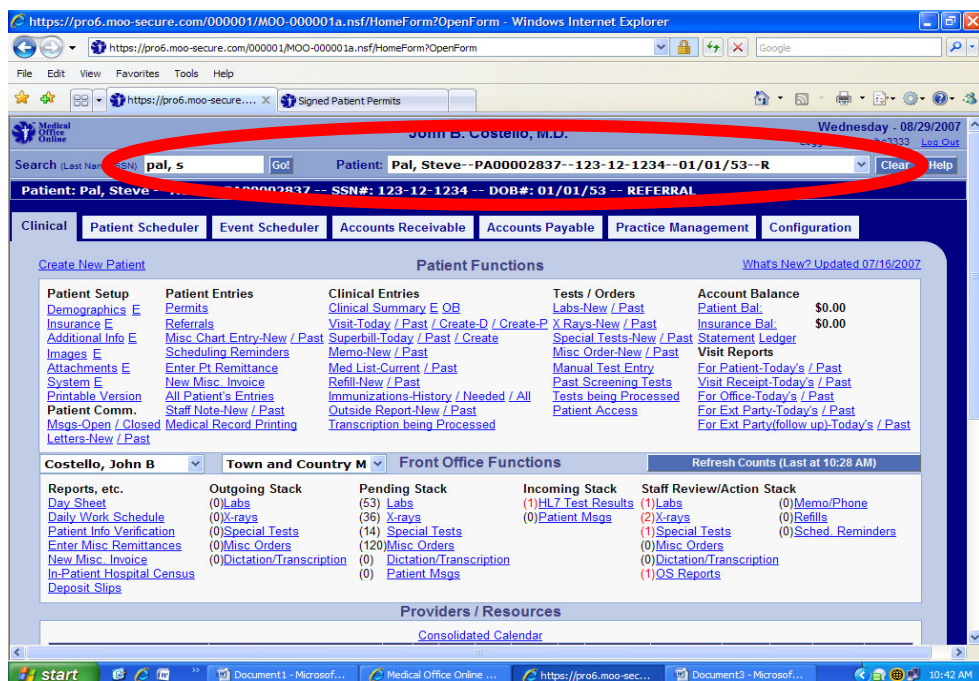 https://pro6.moo-secure.com/000001/MOO-000001a.nsf/HomeForm?OpenForm - Windows Internet Explorer
https://pro6.moo-secure.com/000001/MOO-000001a.nsf/HomeForm?OpenForm Google
File Edit View Favorites Tools Help
https://pro6.moo-secure.... Signed Patient Permits
Medical Office Online John B. Costello, M.D. Wednesday - 08/29/2007
3333 Log Out
Search (Last Name, SSN) pal, s Go! Patient: Pal, Steve--PA00002837--123-12-1234--01/01/53--R Clear Help
Patient: Pal, Steve PA00002837 -- SSN#: 123-12-1234 -- DOB#: 01/01/53 -- REFERRAL
Clinical Patient Scheduler Event Scheduler Accounts Receivable Accounts Payable Practice Management Configuration
Create New Patient Patient Functions What's New? Updated 07/16/2007
Patient Setup Patient Entries Clinical Entries Tests / Orders Account Balance
Demographics E Permits Clinical Summary E OB Labs-New / Past Patient Bal: $0.00
Insurance E Referrals Visit-Today / Past / Create-D / Create-P X Rays-New / Past Insurance Bal: $0.00
Additional Info E Misc Chart Entry-New / Past Superbill-Today / Past / Create Special Tests-New / Past Statement Ledger
Images E Scheduling Reminders Memo-New / Past Misc Order-New / Past Visit Reports
Attachments E Enter Pt Remittance Med List-Current / Past Manual Test Entry For Patient-Today's / Past
System E New Misc. Invoice Refill-New / Past Past Screening Tests Visit Receipt-Today's / Past
Printable Version All Patient's Entries Immunizations-History / Needed / All Tests being Processed For Office-Today's / Past
Patient Comm. Staff Note-New / Past Outside Report-New / Past Patient Access For Ext Party-Today's / Past
Msgs-Open / Closed Medical Record Printing Transcription being Processed For Ext Party(follow up)-Today's / Past
Letters-New / Past
Costello, John B Town and Country M Front Office Functions Refresh Counts (Last at 10:28 AM)
Reports, etc. Outgoing Stack Pending Stack Incoming Stack Staff Review/Action Stack
Day Sheet (0)Labs (53) Labs (1)HL7 Test Results (1)Labs (0)Memo/Phone
Daily Work Schedule (0)X-rays (36) X-rays (0)Patient Msgs (2)X-rays (0)Refills
Patient Info Verification (0)Special Tests (14) Special Tests (1)Special Tests (0)Sched. Reminders
Enter Misc Remittances (0)Misc Orders (120)Misc Orders (0)Misc Orders
New Misc. Invoice (0)Dictation/Transcription (0) Dictation/Transcription (0)Dictation/Transcription
In-Patient Hospital Census (0) Patient Msgs (1)OS Reports
Deposit Slips
Providers / Resources
Consolidated Calendar
start Document1 - Microsof... Medical Office Online ... https://pro6.moo-sec... Document3 - Microsof... 10:42 AM